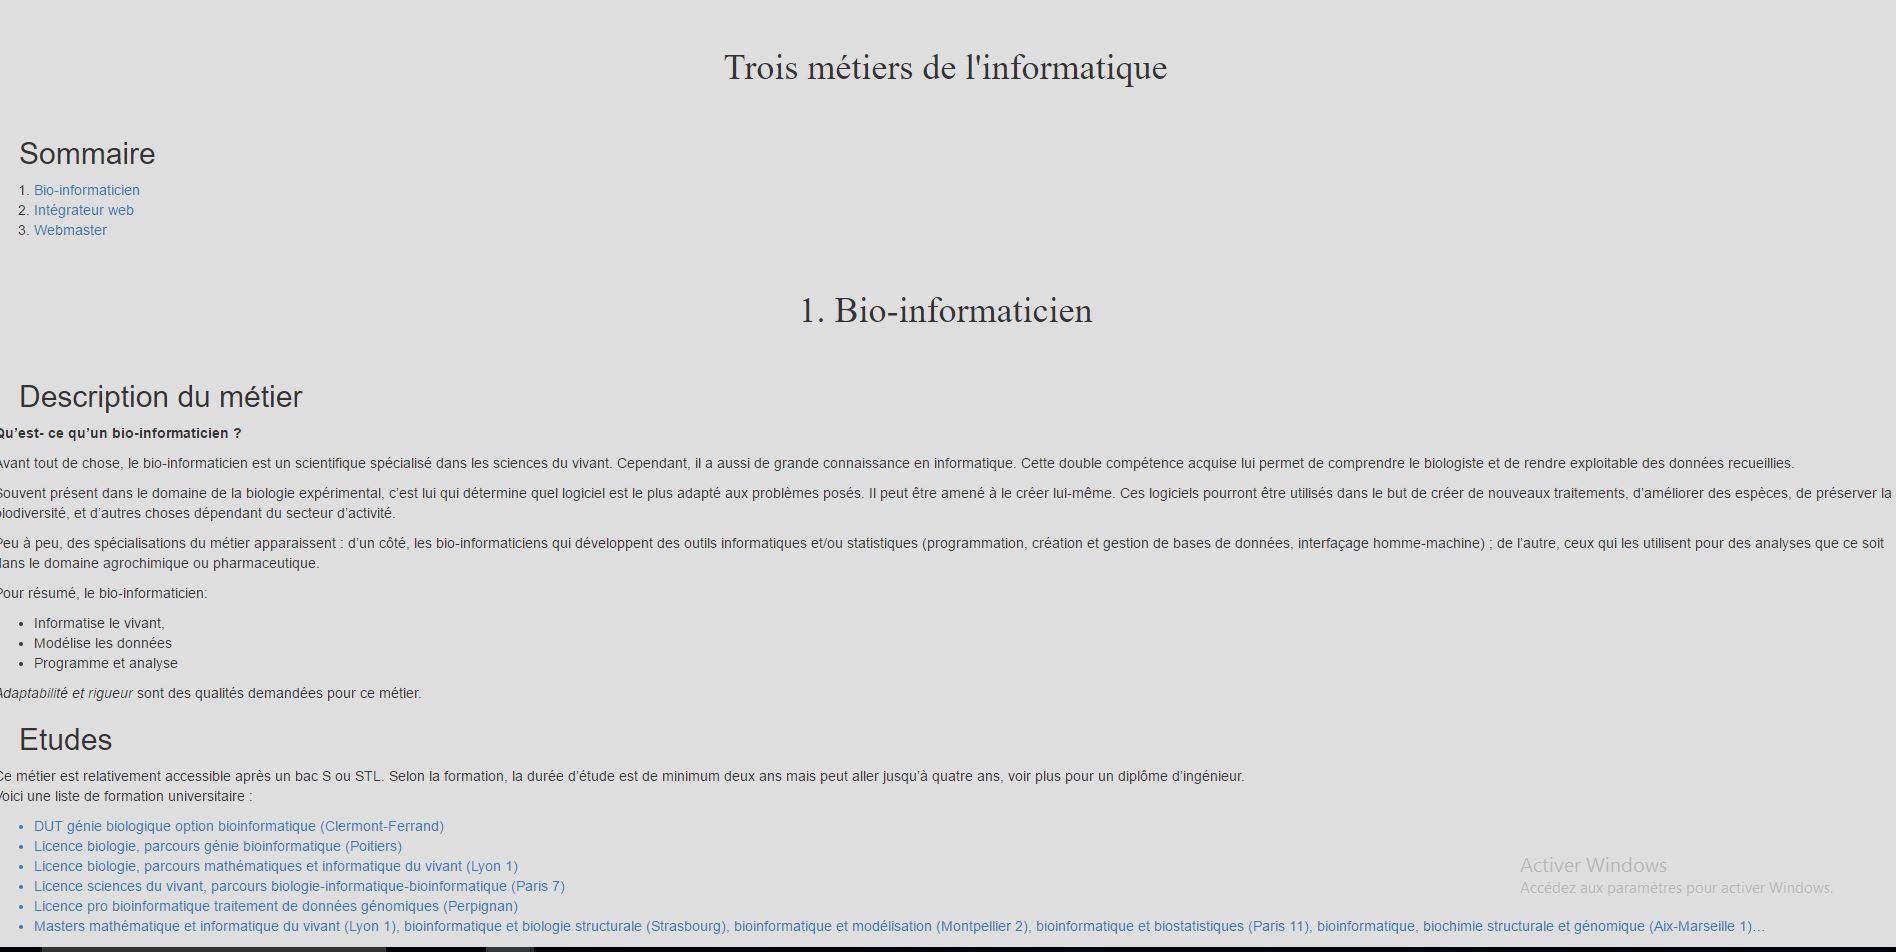 Trois métiers de l'informatique
Sommaire
1. Bio-informaticien
2. Intégrateur web
3. Webmaster
1. Bio-informaticien
Description du métier
Qu’est- ce qu’un bio-informaticien ?
Avant tout de chose, le bio-informaticien est un scientifique spécialisé dans les sciences du vivant. Cependant, il a aussi de grande connaissance en informatique. Cette double compétence acquise lui permet de comprendre le biologiste et de rendre exploitable des données recueillies.
Souvent présent dans le domaine de la biologie expérimental, c’est lui qui détermine quel logiciel est le plus adapté aux problèmes posés. Il peut être amené à le créer lui-même. Ces logiciels pourront être utilisés dans le but de créer de nouveaux traitements, d’améliorer des espèces, de préserver la
biodiversité, et d’autres choses dépendant du secteur d’activité.
Peu à peu, des spécialisations du métier apparaissent : d’un côté, les bio-informaticiens qui développent des outils informatiques et/ou statistiques (programmation, création et gestion de bases de données, interfaçage homme-machine) ; de l’autre, ceux qui les utilisent pour des analyses que ce soit
dans le domaine agrochimique ou pharmaceutique.
Pour résumé, le bio-informaticien:
• Informatise le vivant,
• Modélise les données
• Programme et analyse
Adaptabilité et rigueur sont des qualités demandées pour ce métier.
Etudes
Ce métier est relativement accessible après un bac S ou STL. Selon la formation, la durée d’étude est de minimum deux ans mais peut aller jusqu’à quatre ans, voir plus pour un diplôme d’ingénieur.
Voici une liste de formation universitaire :
• DUT génie biologique option bioinformatique (Clermont-Ferrand)
• Licence biologie, parcours génie bioinformatique (Poitiers)
• Licence biologie, parcours mathématiques et informatique du vivant (Lyon 1)
• Licence sciences du vivant, parcours biologie-informatique-bioinformatique (Paris 7)
• Licence pro bioinformatique traitement de données génomiques (Perpignan)
• Masters mathématique et informatique du vivant (Lyon 1), bioinformatique et biologie structurale (Strasbourg), bioinformatique et modélisation (Montpellier 2), bioinformatique et biostatistiques (Paris 11), bioinformatique, biochimie structurale et génomique (Aix-Marseille 1)…
Activer Windows
Accédez aux paramètres pour activer Windows.